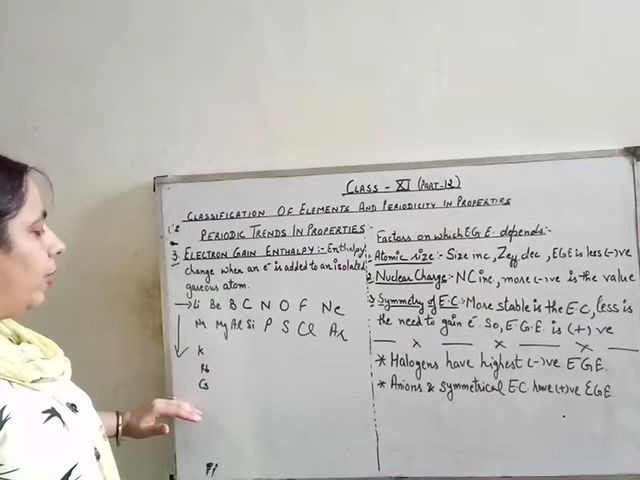 CLASS - XI (PART-12)
CLASSIFICATION OF ELEMENTS AND PERIODICITY IN PROPERTIES
PERIODIC TRENDS IN PROPERTIES:-
3. ELECTRON GAIN ENTHALPY:- Enthalpy
change when an e⁻ is added to an isolated
gaseous atom.
→ Li Be B C N O F Ne
Na Mg Al Si P S Cl Ar
K
Rb
Cs
Factors on which EGE depends:-
1. Atomic size:- Size inc, Zeff dec, EGE is less (-)ve
2. Nuclear Charge:- NC inc., more -ve is the value
3. Symmetry of E-C:- More stable is the E.C, less is
the need to gain e⁻. So, E.G.E. is (+)ve
— x — x — x —
* Halogens have highest (-)ve EGE.
* Anions & Symmetrical EC have (+)ve EGE.